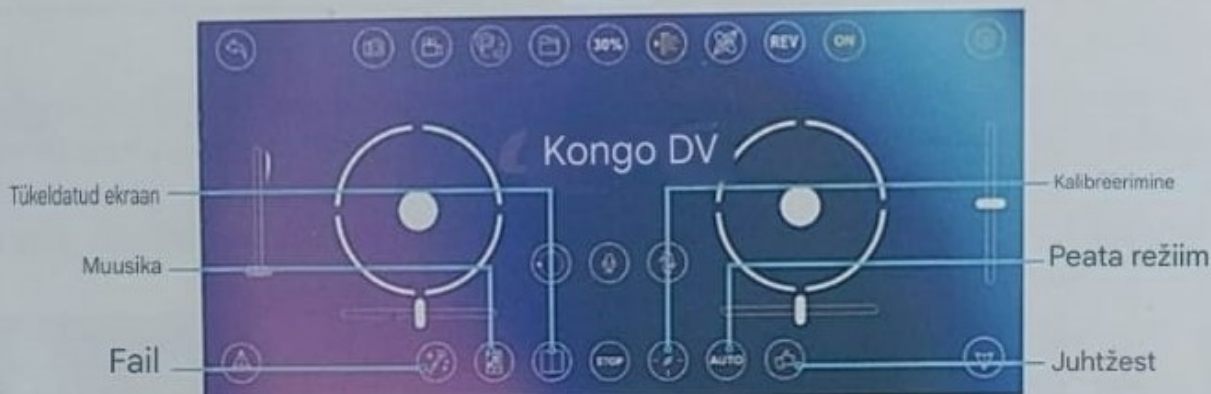 30%
REV
ON
Kongo DV
Tükeldatud ekraan
Kalibreerimine
Muusika
Peata režiim
Fail
STOP
AUTO
Juhtžest